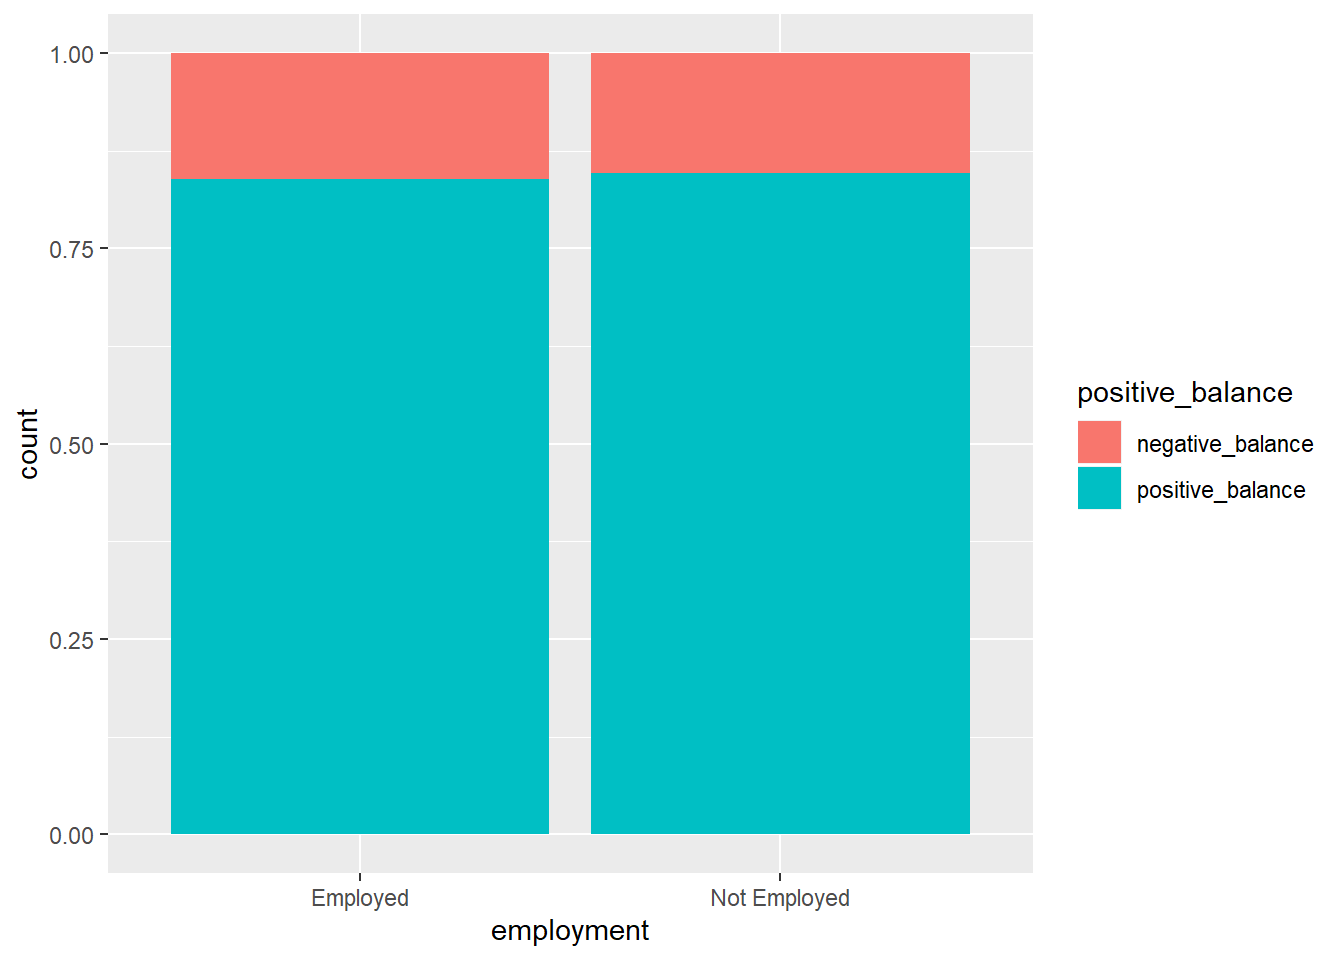 1.00
0.75
0.50
0.25
0.00
count
Employed
Not Employed
employment
positive_balance
negative_balance
positive_balance